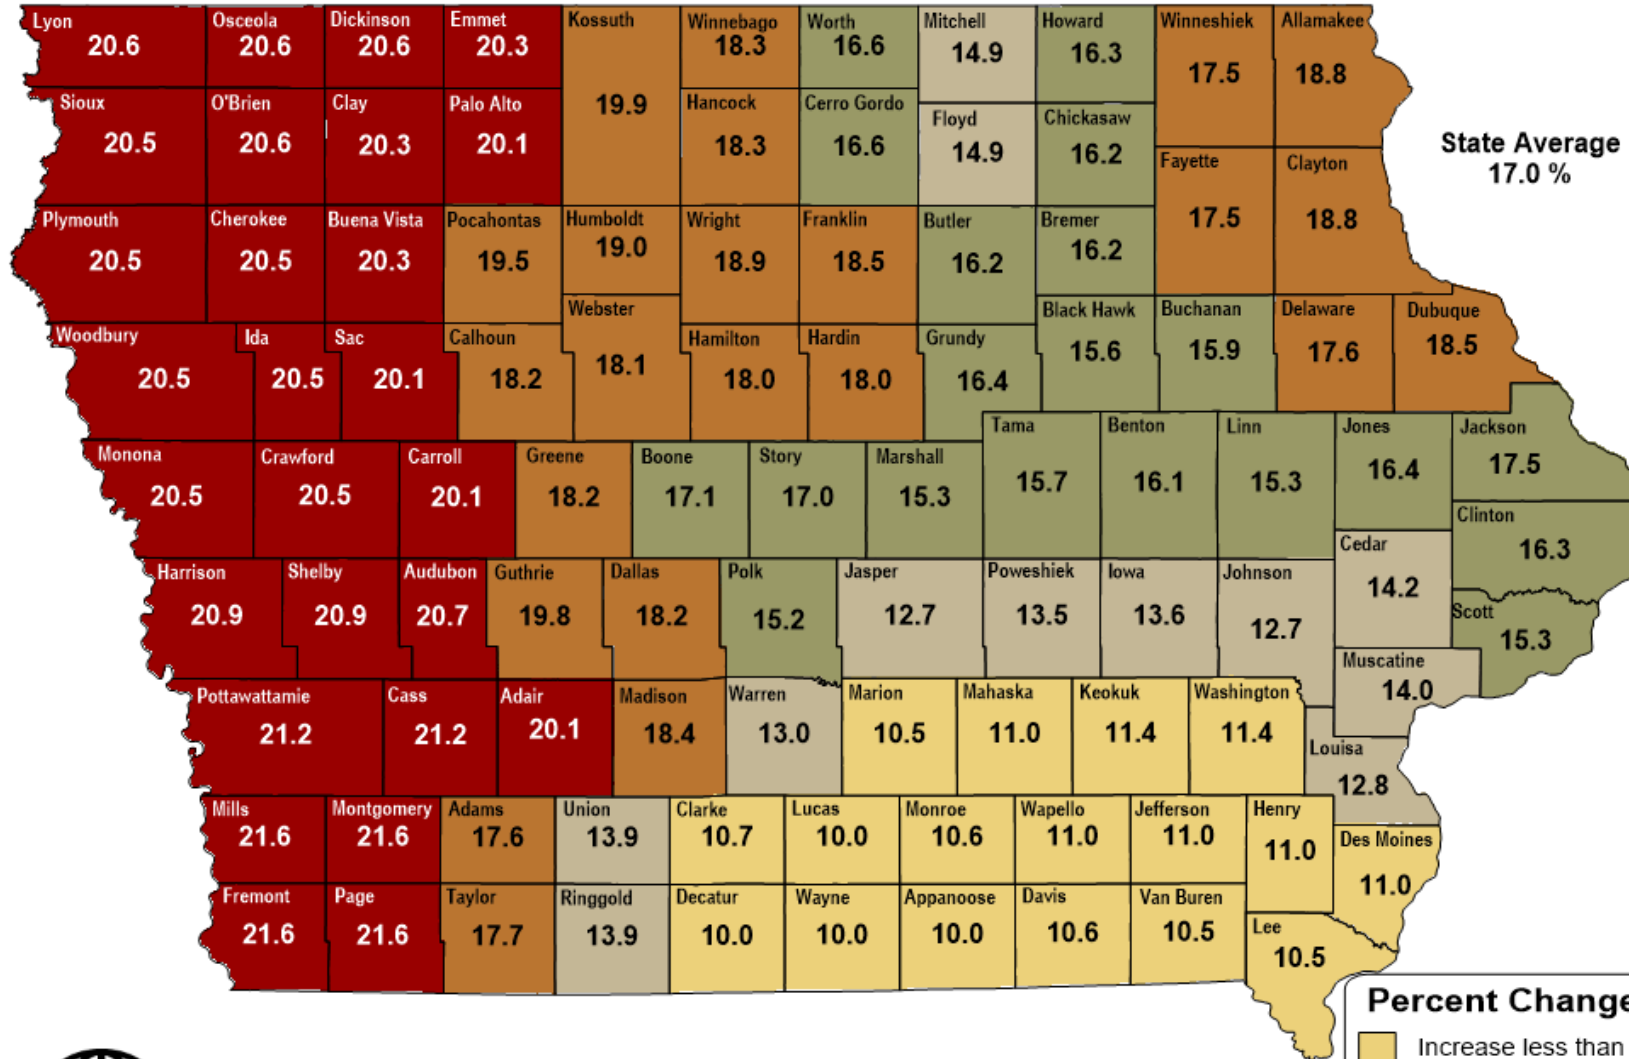 Lyon
20.6
Osceola
20.6
Dickinson
20.6
Emmet
20.3
Kossuth
19.9
Winnebago
18.3
Worth
16.6
Mitchell
14.9
Howard
16.3
Winneshiek
17.5
Allamakee
18.8
Sioux
20.5
O'Brien
20.6
Clay
20.3
Palo Alto
20.1
Hancock
18.3
Cerro Gordo
16.6
Floyd
14.9
Chickasaw
16.2
State Average
17.0 %
Fayette
17.5
Clayton
18.8
Plymouth
20.5
Cherokee
20.5
Buena Vista
20.3
Pocahontas
19.5
Humboldt
19.0
Wright
18.9
Franklin
18.5
Butler
16.2
Bremer
16.2
Webster
18.1
Black Hawk
15.6
Buchanan
15.9
Delaware
17.6
Dubuque
18.5
Woodbury
20.5
Ida
20.5
Sac
20.1
Calhoun
18.2
Hamilton
18.0
Hardin
18.0
Grundy
16.4
Tama
15.7
Benton
16.1
Linn
15.3
Jones
16.4
Jackson
17.5
Monona
20.5
Crawford
20.5
Carroll
20.1
Greene
18.2
Boone
17.1
Story
17.0
Marshall
15.3
Clinton
16.3
Cedar
14.2
Harrison
20.9
Shelby
20.9
Audubon
20.7
Guthrie
19.8
Dallas
18.2
Polk
15.2
Jasper
12.7
Poweshiek
13.5
Iowa
13.6
Johnson
12.7
Scott
15.3
Muscatine
14.0
Pottawattamie
21.2
Cass
21.2
Adair
20.1
Madison
18.4
Warren
13.0
Marion
10.5
Mahaska
11.0
Keokuk
11.4
Washington
11.4
Louisa
12.8
Mills
21.6
Montgomery
21.6
Adams
17.6
Union
13.9
Clarke
10.7
Lucas
10.0
Monroe
10.6
Wapello
11.0
Jefferson
11.0
Henry
11.0
Des Moines
11.0
Fremont
21.6
Page
21.6
Taylor
17.7
Ringgold
13.9
Decatur
10.0
Wayne
10.0
Appanoose
10.0
Davis
10.6
Van Buren
10.5
Lee
10.5
Percent Change
Increase less than